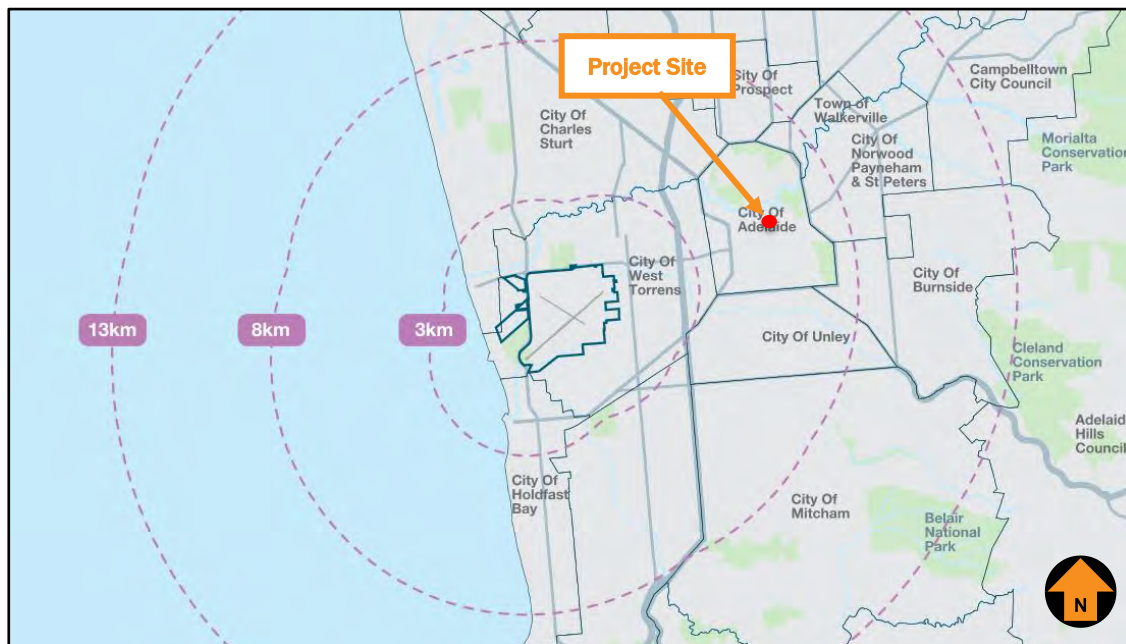 Project Site
City Of
Prospect
Campbelltown
City Council
City Of
Charles
Sturt
Town of
Walkerville
City Of
Norwood
Payneham
& St Peters
Morialta
Conservation
Park
City Of
Adelaide
City Of
West
Torrens
City Of
Burnside
13km
8km
3km
City Of Unley
Cleland
Conservation
Park
Adelaid
Hills
Council
City Of
Holdfast
Bay
City Of
Mitcham
Belair
National
Park
N